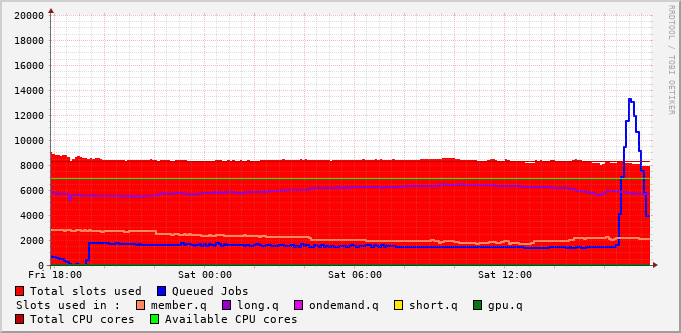 20000
18000
16000
14000
12000
10000
8000
6000
4000
2000
0
Fri 18:00 Sat 00:00 Sat 06:00 Sat 12:00
Total slots used Queued Jobs
Slots used in : member.q long.q ondemand.q short.q gpu.q
Total CPU cores Available CPU cores
RRDTOOL / TOBI OETIKER